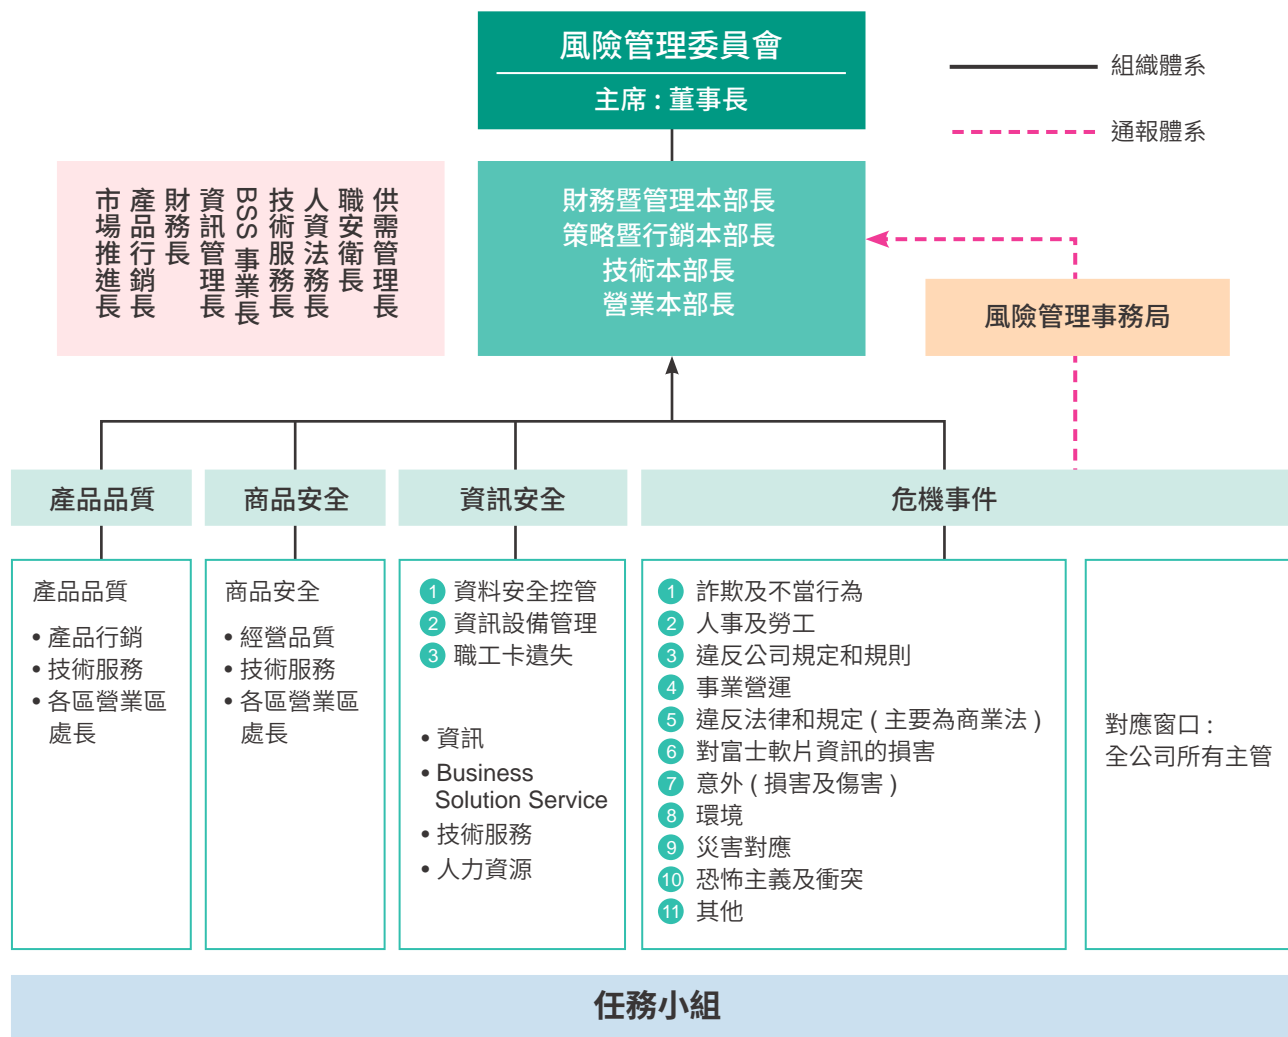 風險管理委員會
主席 : 董事長
組織體系
通報體系
市場推進長
產品行銷長
財務長
資訊管理長
BSS 事業長
技術服務長
人資法務長
職安衛長
供需管理長
財務暨管理本部長
策略暨行銷本部長
技術本部長
營業本部長
風險管理事務局
產品品質
商品安全
資訊安全
危機事件
產品品質
• 產品行銷
• 技術服務
• 各區營業區
處長
商品安全
• 經營品質
• 技術服務
• 各區營業區
處長
1 資料安全控管
2 資訊設備管理
3 職工卡遺失
• 資訊
• Business
Solution Service
• 技術服務
• 人力資源
1 詐欺及不當行為
2 人事及勞工
3 違反公司規定和規則
4 事業營運
5 違反法律和規定 ( 主要為商業法 )
6 對富士軟片資訊的損害
7 意外 ( 損害及傷害 )
8 環境
9 災害對應
10 恐怖主義及衝突
11 其他
對應窗口 :
全公司所有主管
任務小組